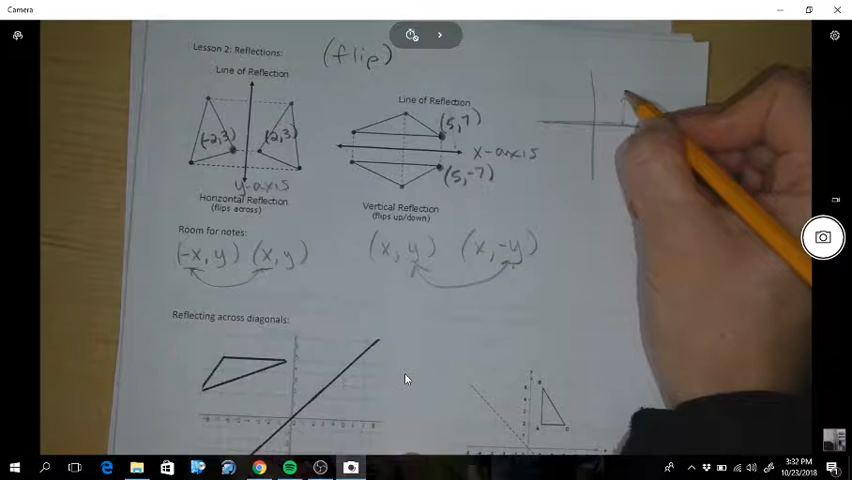 Camera
Lesson 2: Reflections:
(flip)
Line of Reflection
(-2,3) (2,3)
y-axis
Horizontal Reflection
(flips across)
Line of Reflection
(5,7)
x-axis
(5,-7)
Vertical Reflection
(flips up/down)
Room for notes:
(-x, y) (x, y)
(x, y) (x, -y)
Reflecting across diagonals:
3:32 PM
10/23/2018